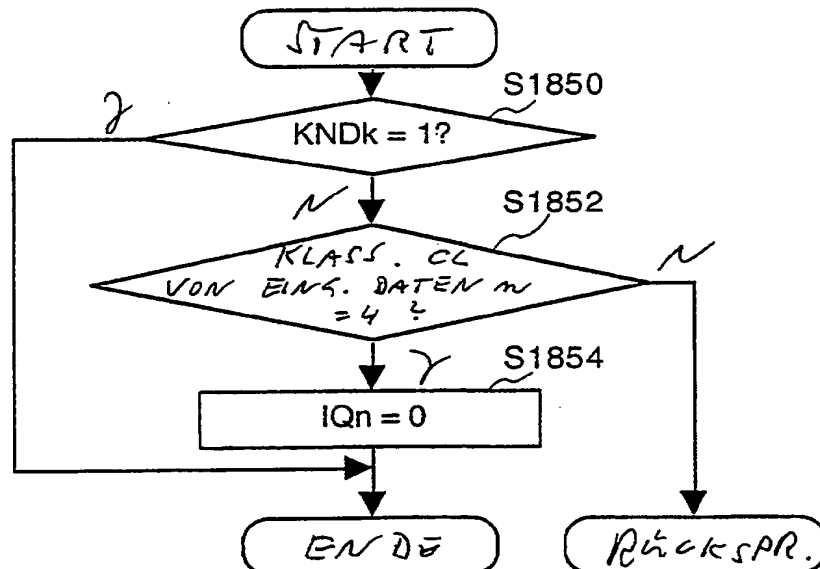 START
S1850
J
KNDk = 1?
N
S1852
KLASS. CL
VON EING. DATEN n
= 4 ?
N
J
S1854
IQn = 0
ENDE
RÜCKSPR.